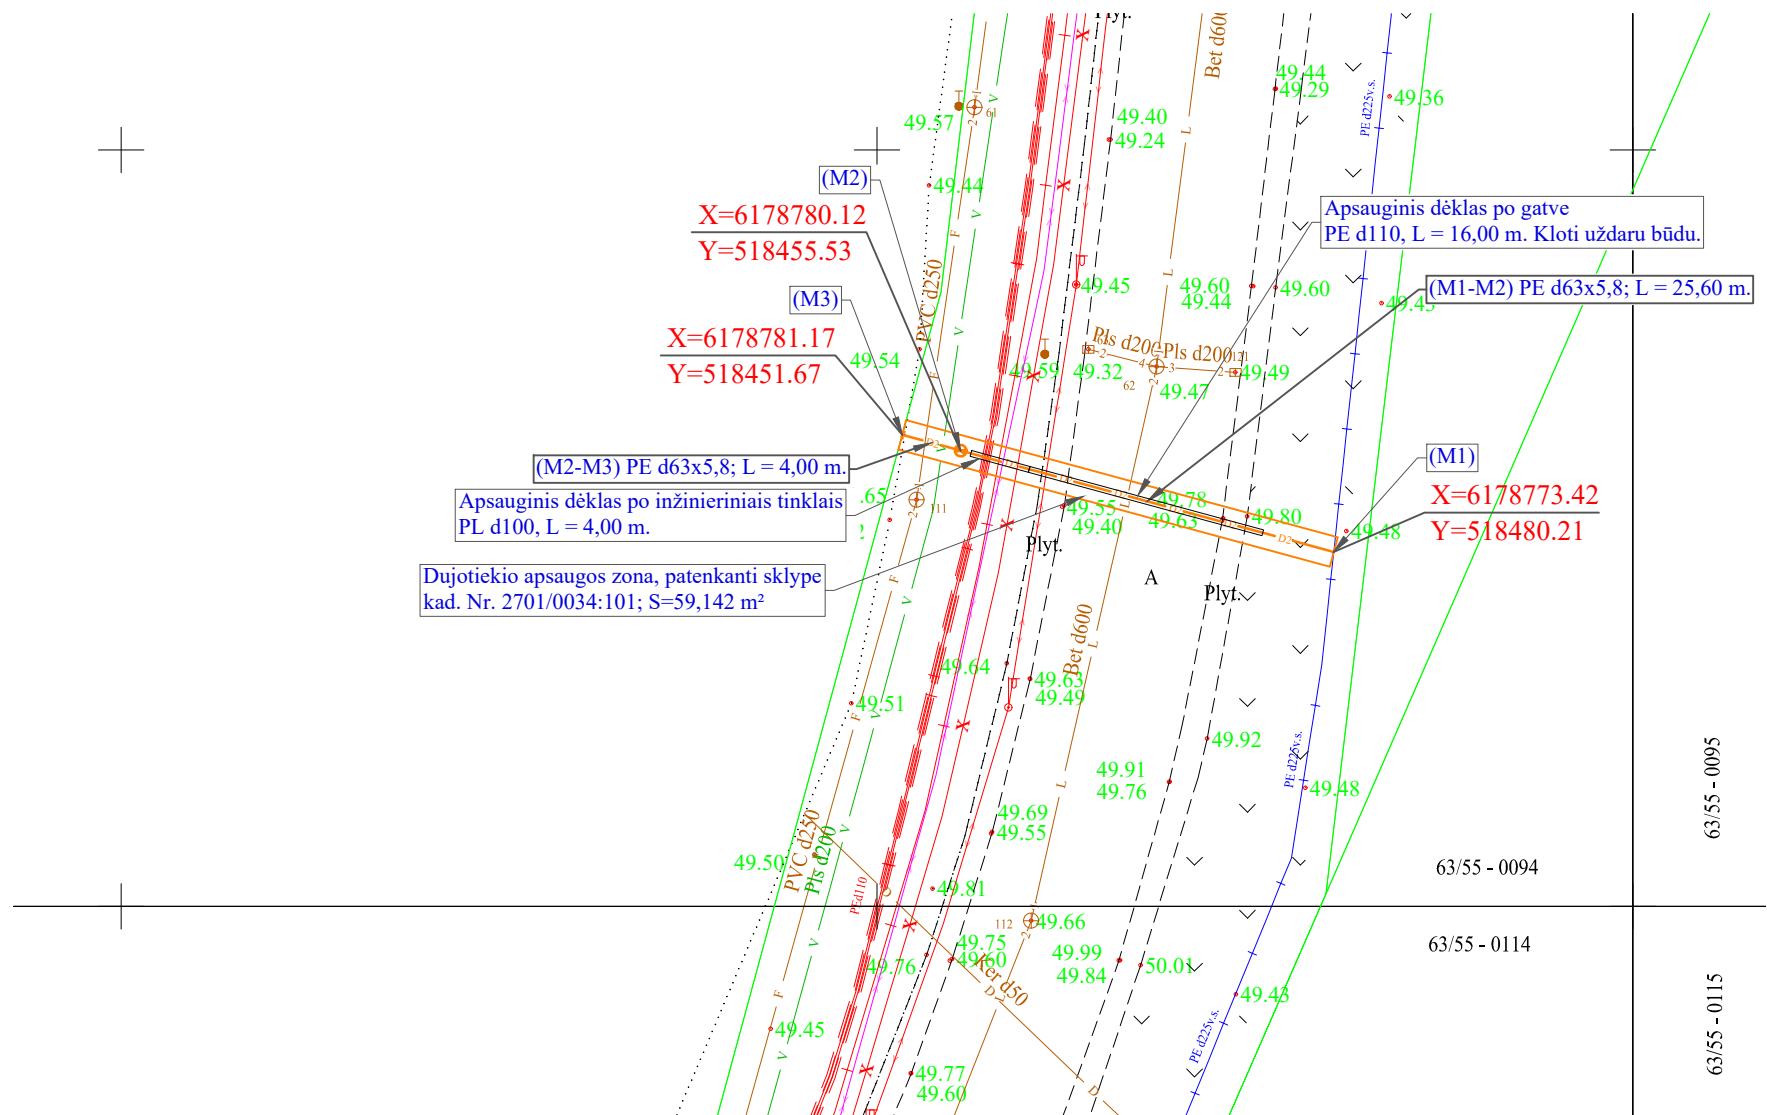 Plyt.
Bet d600
49.44
49.29
49.36
PE d225v.s.
49.57
61
49.40
49.24
(M2)
49.44
X=6178780.12
Y=518455.53
Apsauginis dėklas po gatve
PE d110, L = 16,00 m. Kloti uždaru būdu.
PVC d250
49.45
49.60
49.44
49.60
(M1-M2) PE d63x5,8; L = 25,60 m.
(M3)
X=6178781.17
Y=518451.67
49.54
49.59
49.32
Pls d200
Pls d200
121
62
49.47
49.49
(M2-M3) PE d63x5,8; L = 4,00 m.
(M1)
X=6178773.42
Y=518480.21
Apsauginis dėklas po inžinieriniais tinklais
PL d100, L = 4,00 m.
111
49.55
49.40
49.78
49.63
49.80
49.48
Plyt.
Dujotiekio apsaugos zona, patenkanti sklype
kad. Nr. 2701/0034:101; S=59,142 m²
A
Plyt.
Bet d600
49.64
49.63
49.49
49.51
49.92
PE d225v.s.
49.91
49.76
49.48
63/55 - 0095
49.69
49.55
PVC d250
Pls d200
49.50
PEd110
49.81
63/55 - 0094
112
49.66
49.75
49.60
49.76
Ker d50
49.99
49.84
50.01
63/55 - 0114
49.43
63/55 - 0115
49.45
PE d225v.s.
49.77
49.60